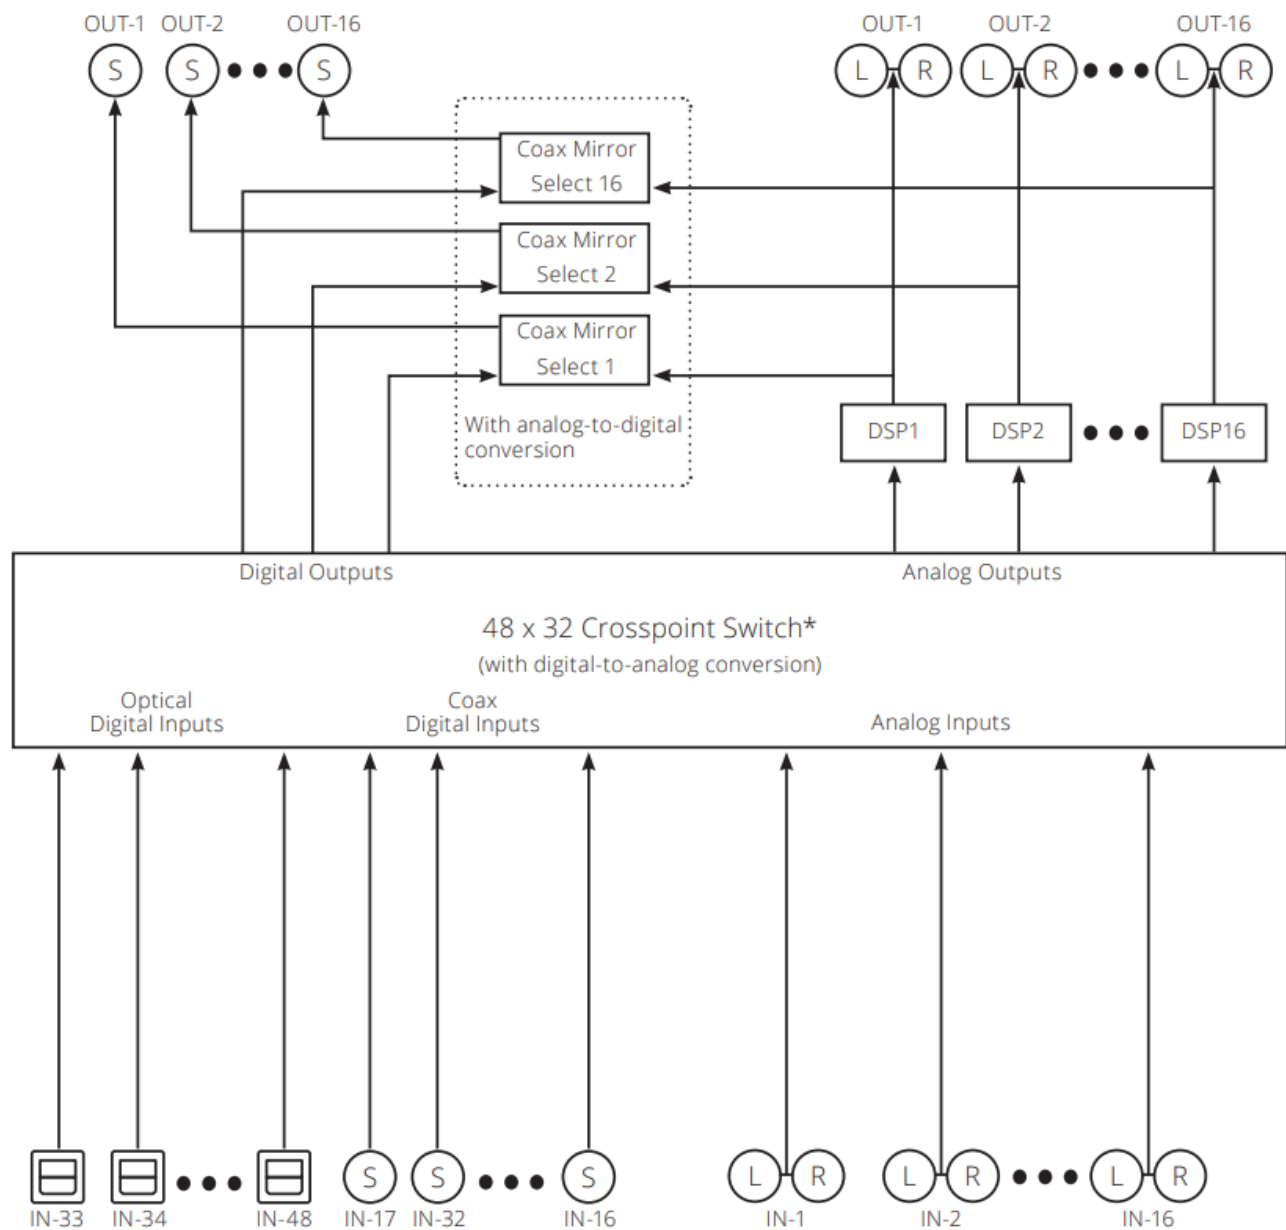 OUT-1 OUT-2 OUT-16
OUT-1 OUT-2 OUT-16
S S S
L R L R L R
Coax Mirror
Select 16
Coax Mirror
Select 2
Coax Mirror
Select 1
With analog-to-digital
conversion
DSP1 DSP2 DSP16
Digital Outputs
Analog Outputs
48 x 32 Crosspoint Switch*
(with digital-to-analog conversion)
Optical
Digital Inputs
Coax
Digital Inputs
Analog Inputs
S S S
L R L R L R
IN-33 IN-34 IN-48 IN-17 IN-32 IN-16 IN-1 IN-2 IN-16